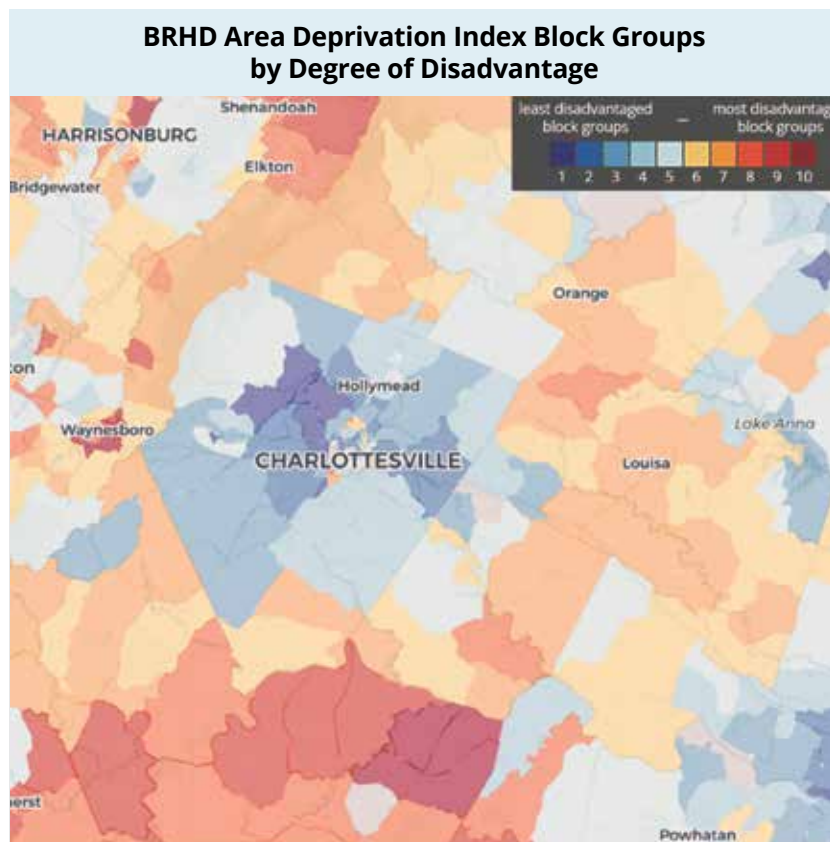 BRHD Area Deprivation Index Block Groups
by Degree of Disadvantage
Shenandoah
least disadvantaged
block groups
–
most disadvantag
block groups
1 2 3 4 5 6 7 8 9 10
HARRISONBURG
Elkton
Bridgewater
Orange
ton
Hollymead
Waynesboro
Lake Anna
CHARLOTTESVILLE
Louisa
erst
Powhatan